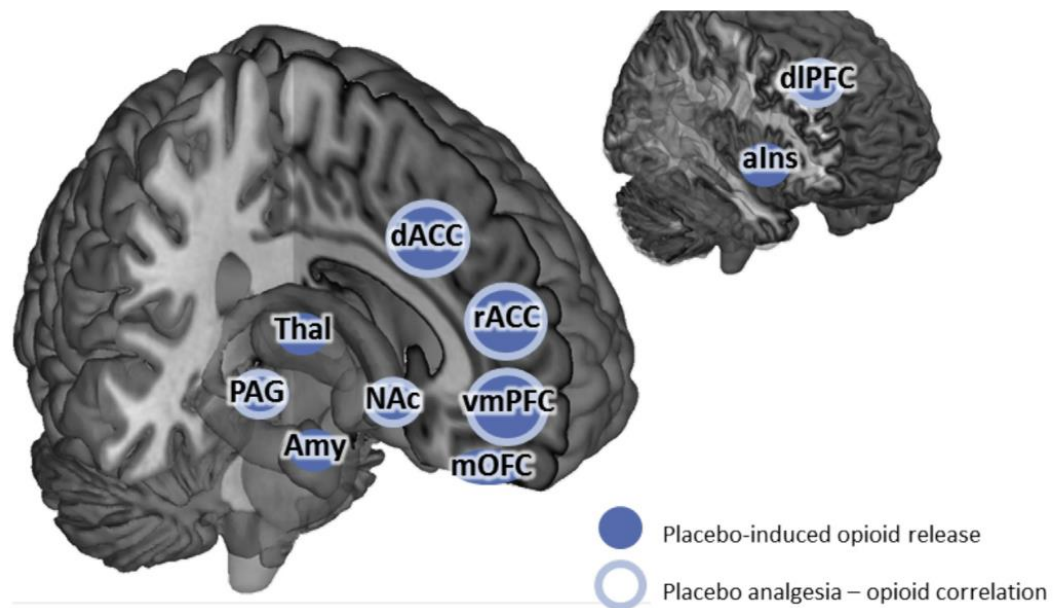 dlPFC
aIns
dACC
rACC
Thal
PAG
NAc
vmPFC
Amy
mOFC
Placebo-induced opioid release
Placebo analgesia – opioid correlation